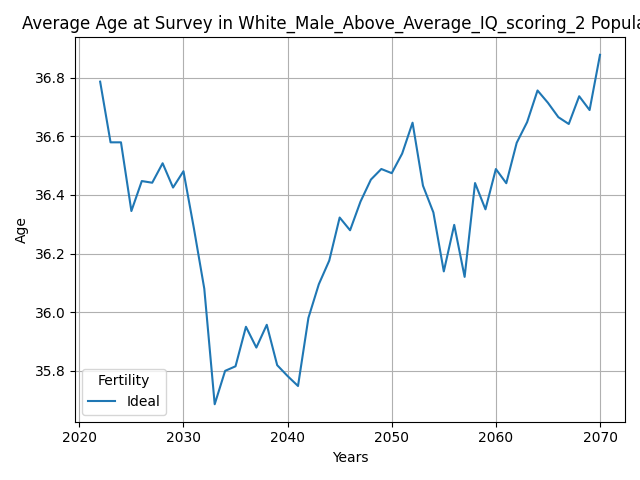 Average Age at Survey in White_Male_Above_Average_IQ_scoring_2 Popula
36.8
36.6
36.4
36.2
36.0
35.8
Age
Fertility
Ideal
2020 2030 2040 2050 2060 2070
Years